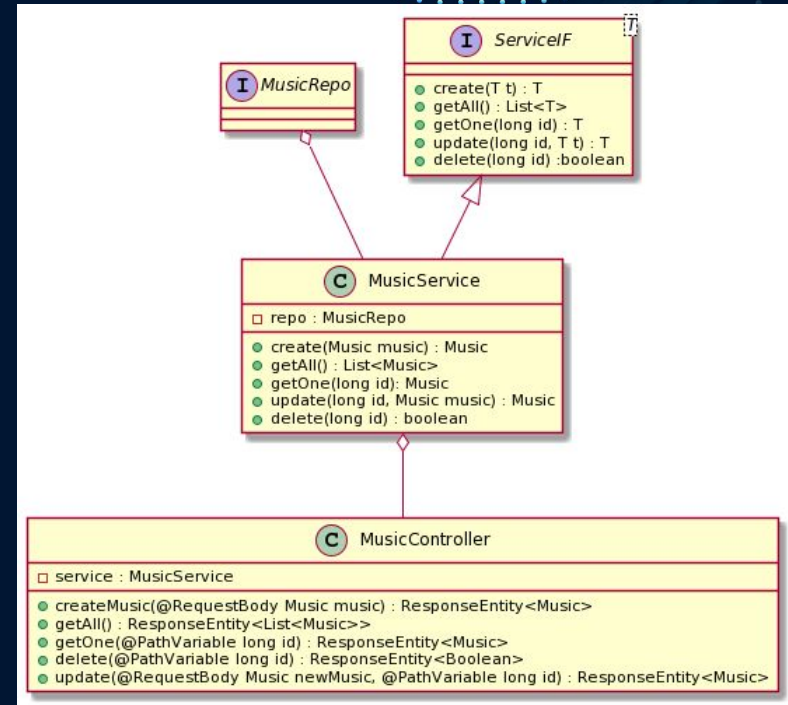 I MusicRepo
I ServiceIF T
create(T t) : T
getAll() : List<T>
getOne(long id) : T
update(long id, T t) : T
delete(long id) :boolean
C MusicService
repo : MusicRepo
create(Music music) : Music
getAll() : List<Music>
getOne(long id): Music
update(long id, Music music) : Music
delete(long id) : boolean
C MusicController
service : MusicService
createMusic(@RequestBody Music music) : ResponseEntity<Music>
getAll() : ResponseEntity<List<Music>>
getOne(@PathVariable long id) : ResponseEntity<Music>
delete(@PathVariable long id) : ResponseEntity<Boolean>
update(@RequestBody Music newMusic, @PathVariable long id) : ResponseEntity<Music>